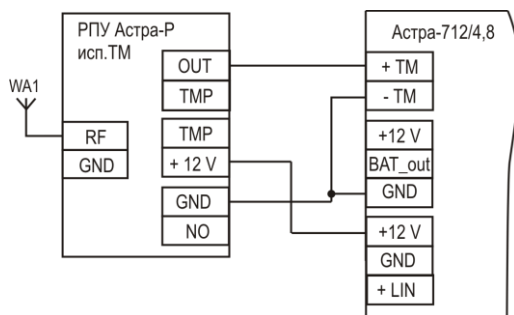 РПУ Астра-Р
исп.ТМ
WA1
RF
GND
OUT
TMP
TMP
+ 12 V
GND
NO
Астра-712/4,8
+ TM
- TM
+12 V
BAT_out
GND
+12 V
GND
+ LIN